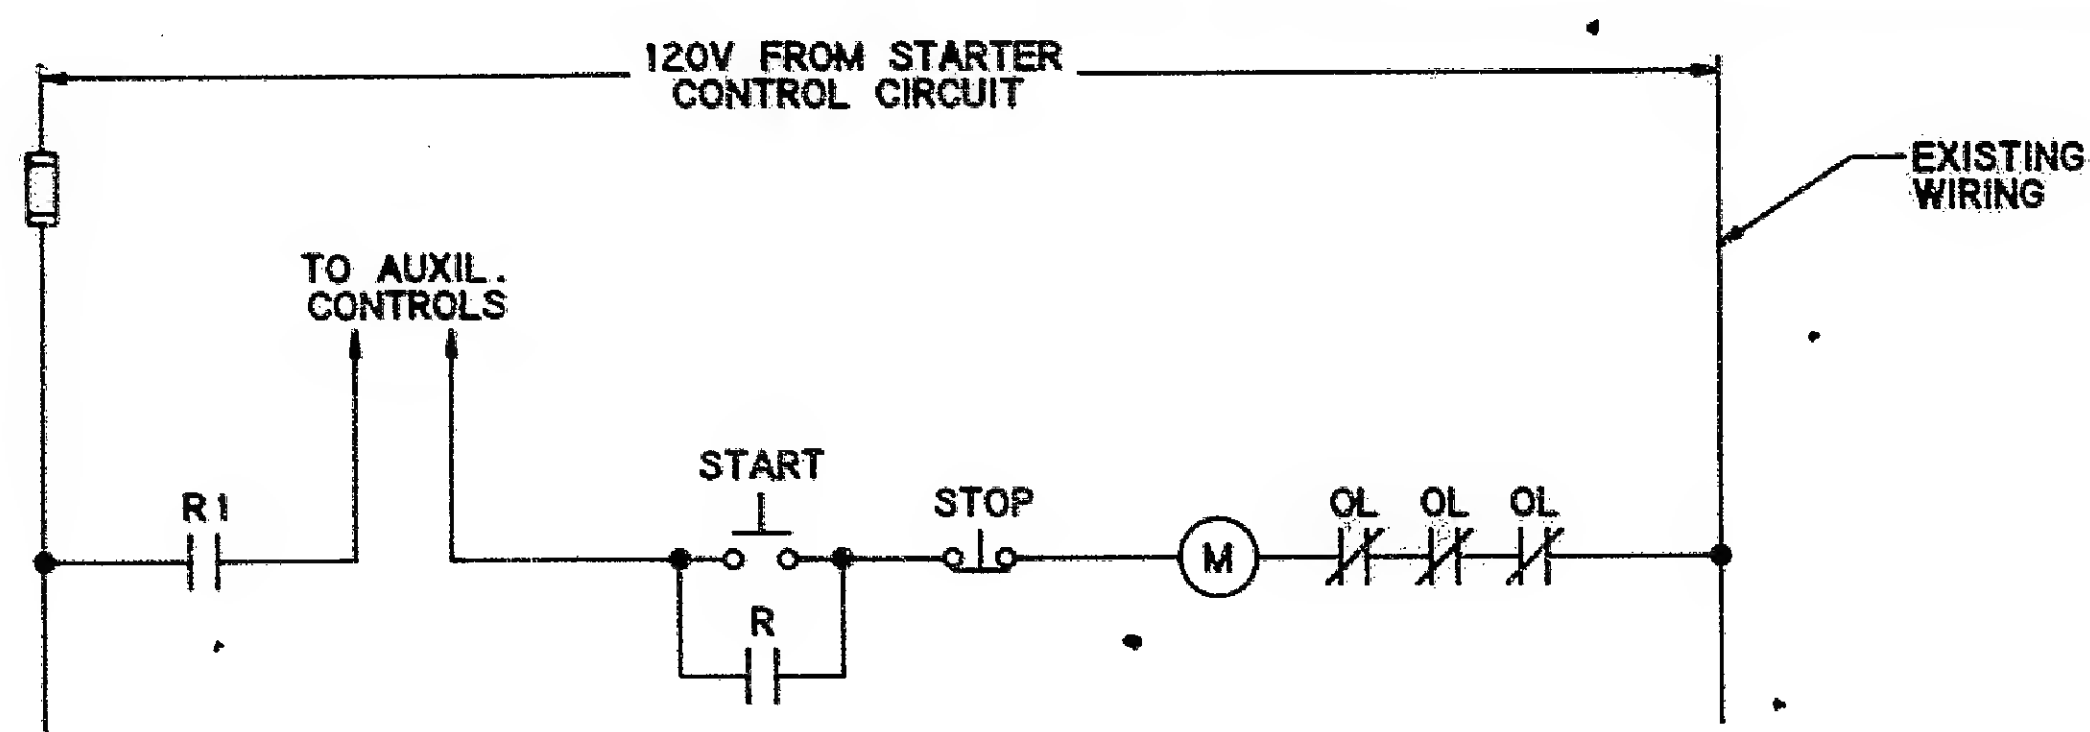 120V FROM STARTER
CONTROL CIRCUIT
EXISTING
WIRING
TO AUXIL.
CONTROLS
START
STOP
OL OL OL
R1
M
R